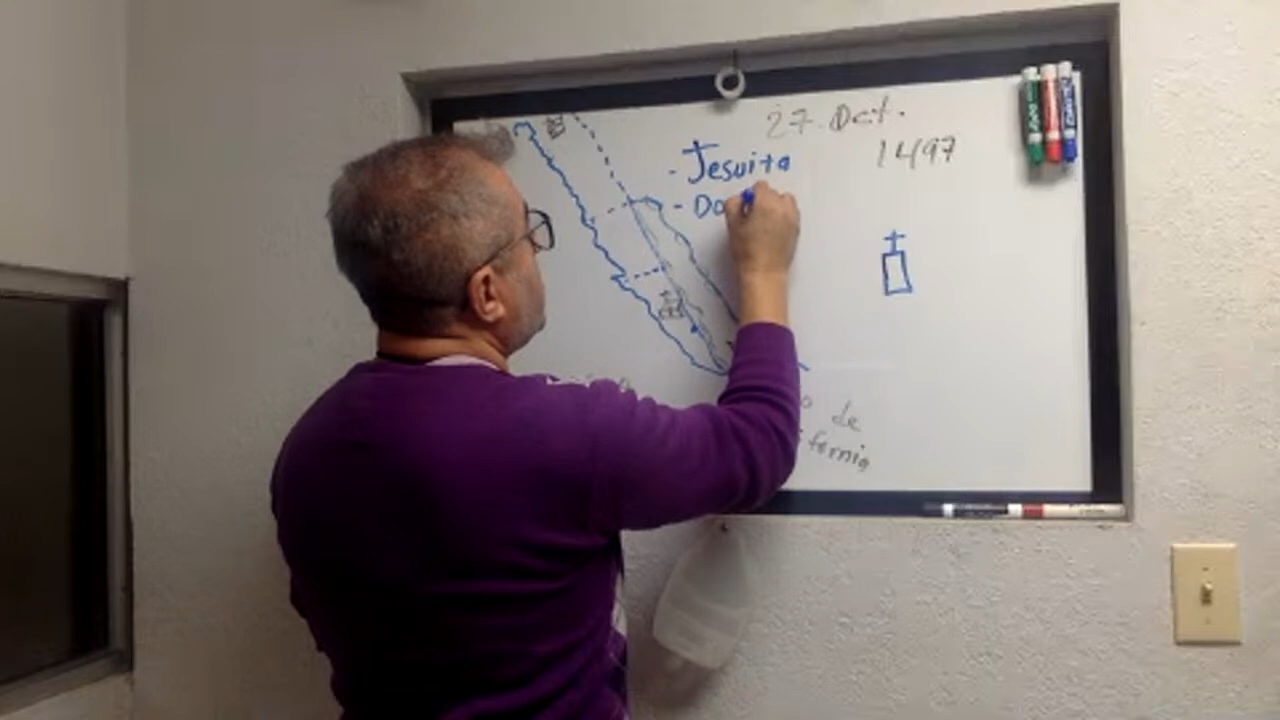 27. Oct.
1497
- Jesuita
- Do
de
fornia